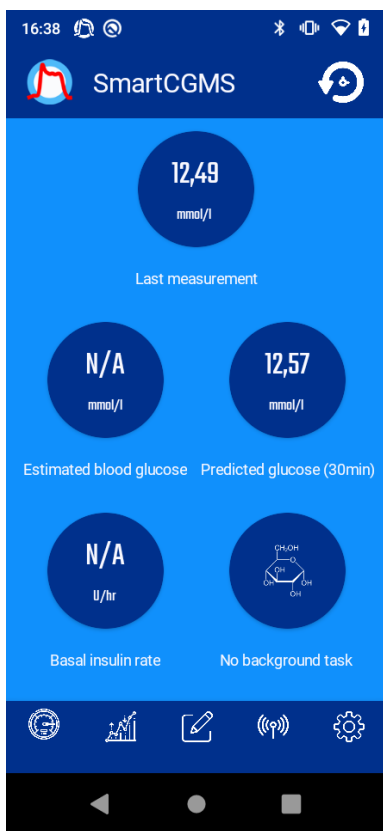 16:38
SmartCGMS
12,49
mmol/l
Last measurement
N/A
mmol/l
Estimated blood glucose
12,57
mmol/l
Predicted glucose (30min)
N/A
U/hr
Basal insulin rate
CH₂OH
OH
OH
OH
OH
No background task